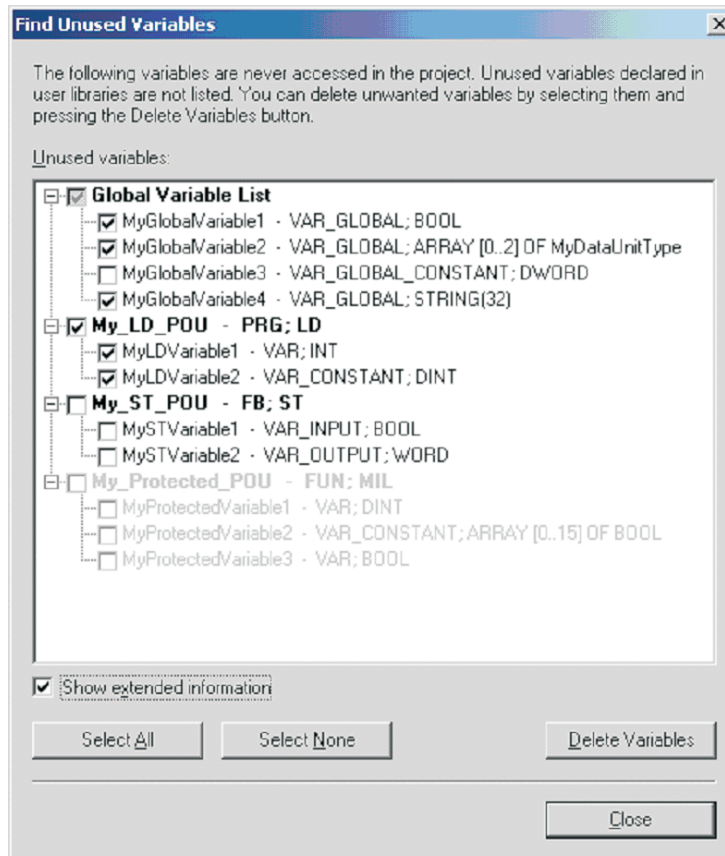 Find Unused Variables
The following variables are never accessed in the project. Unused variables declared in
user libraries are not listed. You can delete unwanted variables by selecting them and
pressing the Delete Variables button.
Unused variables:
Global Variable List
MyGlobalVariable1 - VAR_GLOBAL; BOOL
MyGlobalVariable2 - VAR_GLOBAL; ARRAY [0..2] OF MyDataUnitType
MyGlobalVariable3 - VAR_GLOBAL_CONSTANT; DWORD
MyGlobalVariable4 - VAR_GLOBAL; STRING(32)
My_LD_POU - PRG; LD
MyLDVariable1 - VAR; INT
MyLDVariable2 - VAR_CONSTANT; DINT
My_ST_POU - FB; ST
MySTVariable1 - VAR_INPUT; BOOL
MySTVariable2 - VAR_OUTPUT; WORD
My_Protected_POU - FUN; MIL
MyProtectedVariable1 - VAR; DINT
MyProtectedVariable2 - VAR_CONSTANT; ARRAY [0..15] OF BOOL
MyProtectedVariable3 - VAR; BOOL
Show extended information
Select All Select None Delete Variables
Close